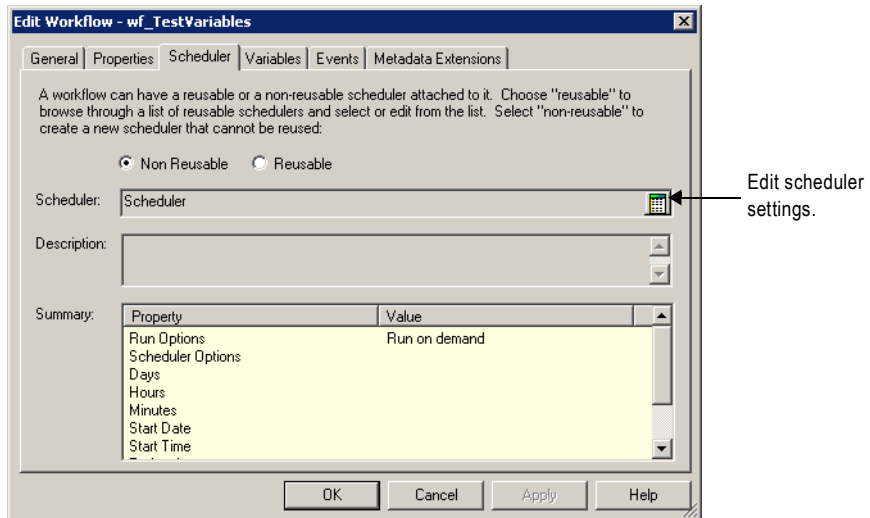 Edit Workflow - wf_TestVariables
General Properties Scheduler Variables Events Metadata Extensions
A workflow can have a reusable or a non-reusable scheduler attached to it. Choose "reusable" to
browse through a list of reusable schedulers and select or edit from the list. Select "non-reusable" to
create a new scheduler that cannot be reused:
Non Reusable Reusable
Scheduler: Scheduler
Edit scheduler
settings.
Description:
Summary:
Property Value
Run Options Run on demand
Scheduler Options
Days
Hours
Minutes
Start Date
Start Time
OK Cancel Apply Help